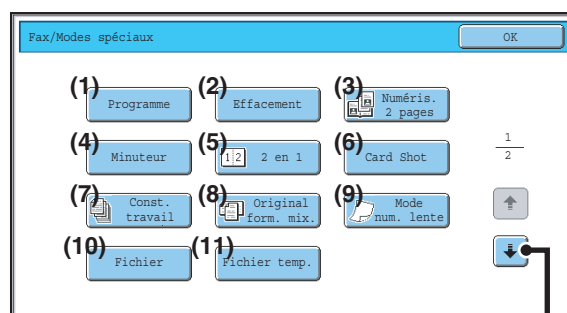 Fax/Modes spéciaux OK
(1) Programme
(2) Effacement
(3) Numéris.
2 pages
(4) Minuteur
(5) 1 2 2 en 1
(6) Card Shot
1
2
(7) Const.
travail
(8) Original
form. mix.
(9) Mode
num. lente
(10) Fichier
(11) Fichier temp.